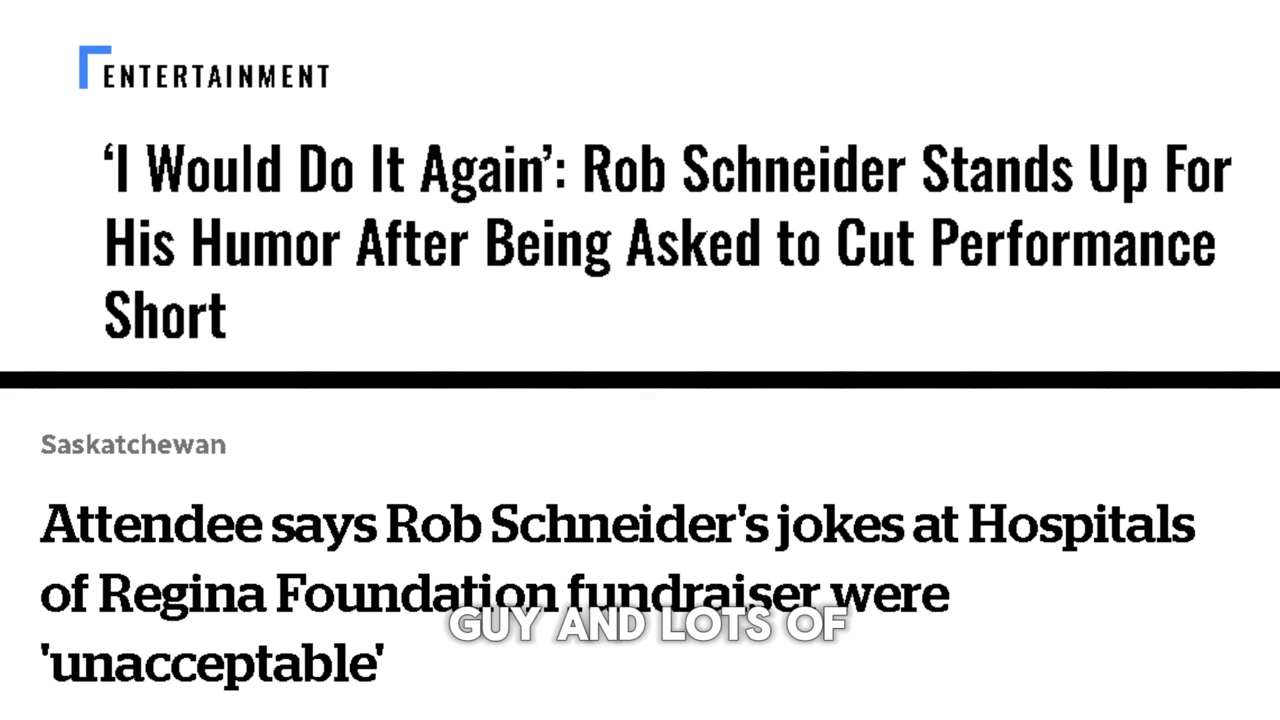 ENTERTAINMENT
‘I Would Do It Again’: Rob Schneider Stands Up For
His Humor After Being Asked to Cut Performance
Short
Saskatchewan
Attendee says Rob Schneider's jokes at Hospitals
of Regina Foundation fundraiser were
GUY AND LOTS OF
'unacceptable'